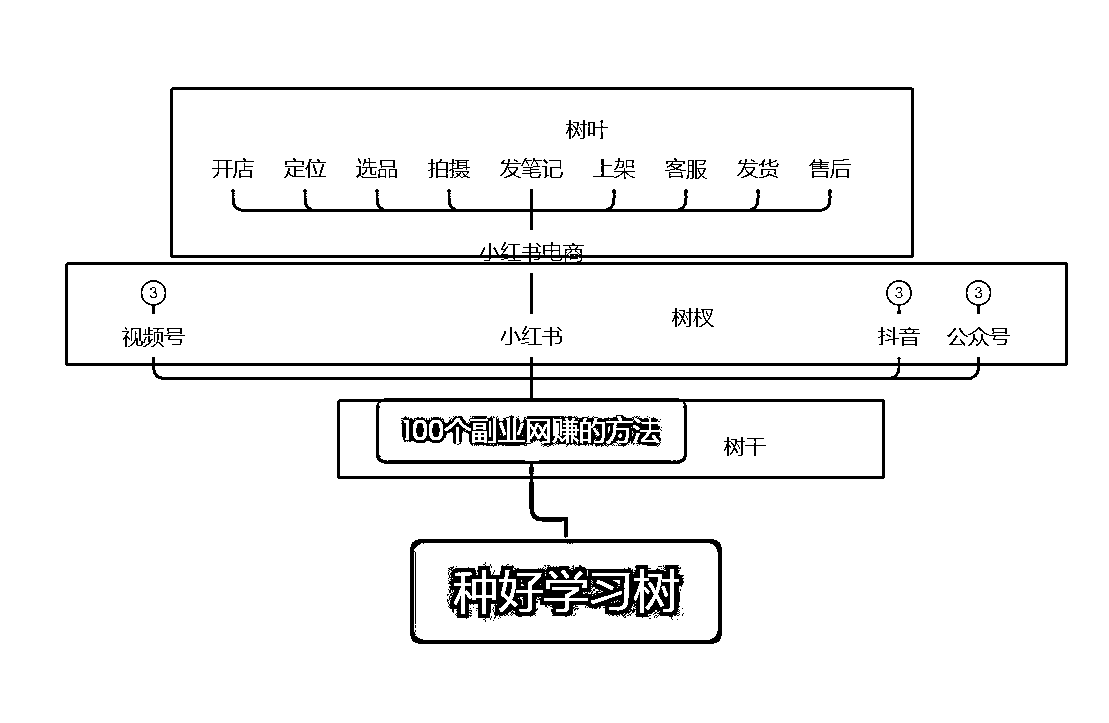 树叶
开店 定位 选品 拍摄 发笔记 上架 客服 发货 售后
小红书电商
3 3 3
树杈
视频号 小红书 抖音 公众号
100个副业网赚的方法
树干
种好学习树